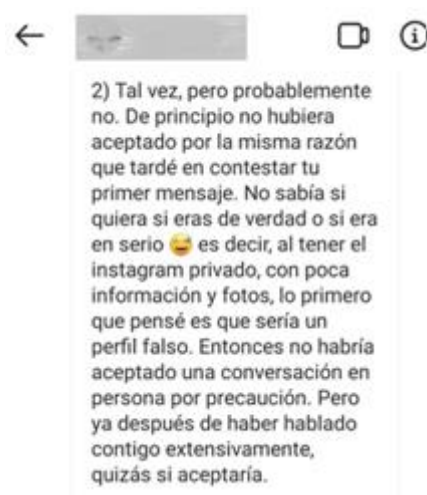 2) Tal vez, pero probablemente
no. De principio no hubiera
aceptado por la misma razón
que tardé en contestar tu
primer mensaje. No sabía si
quiera si eras de verdad o si era
en serio 😅 es decir, al tener el
instagram privado, con poca
información y fotos, lo primero
que pensé es que sería un
perfil falso. Entonces no habría
aceptado una conversación en
persona por precaución. Pero
ya después de haber hablado
contigo extensivamente,
quizás si aceptaría.